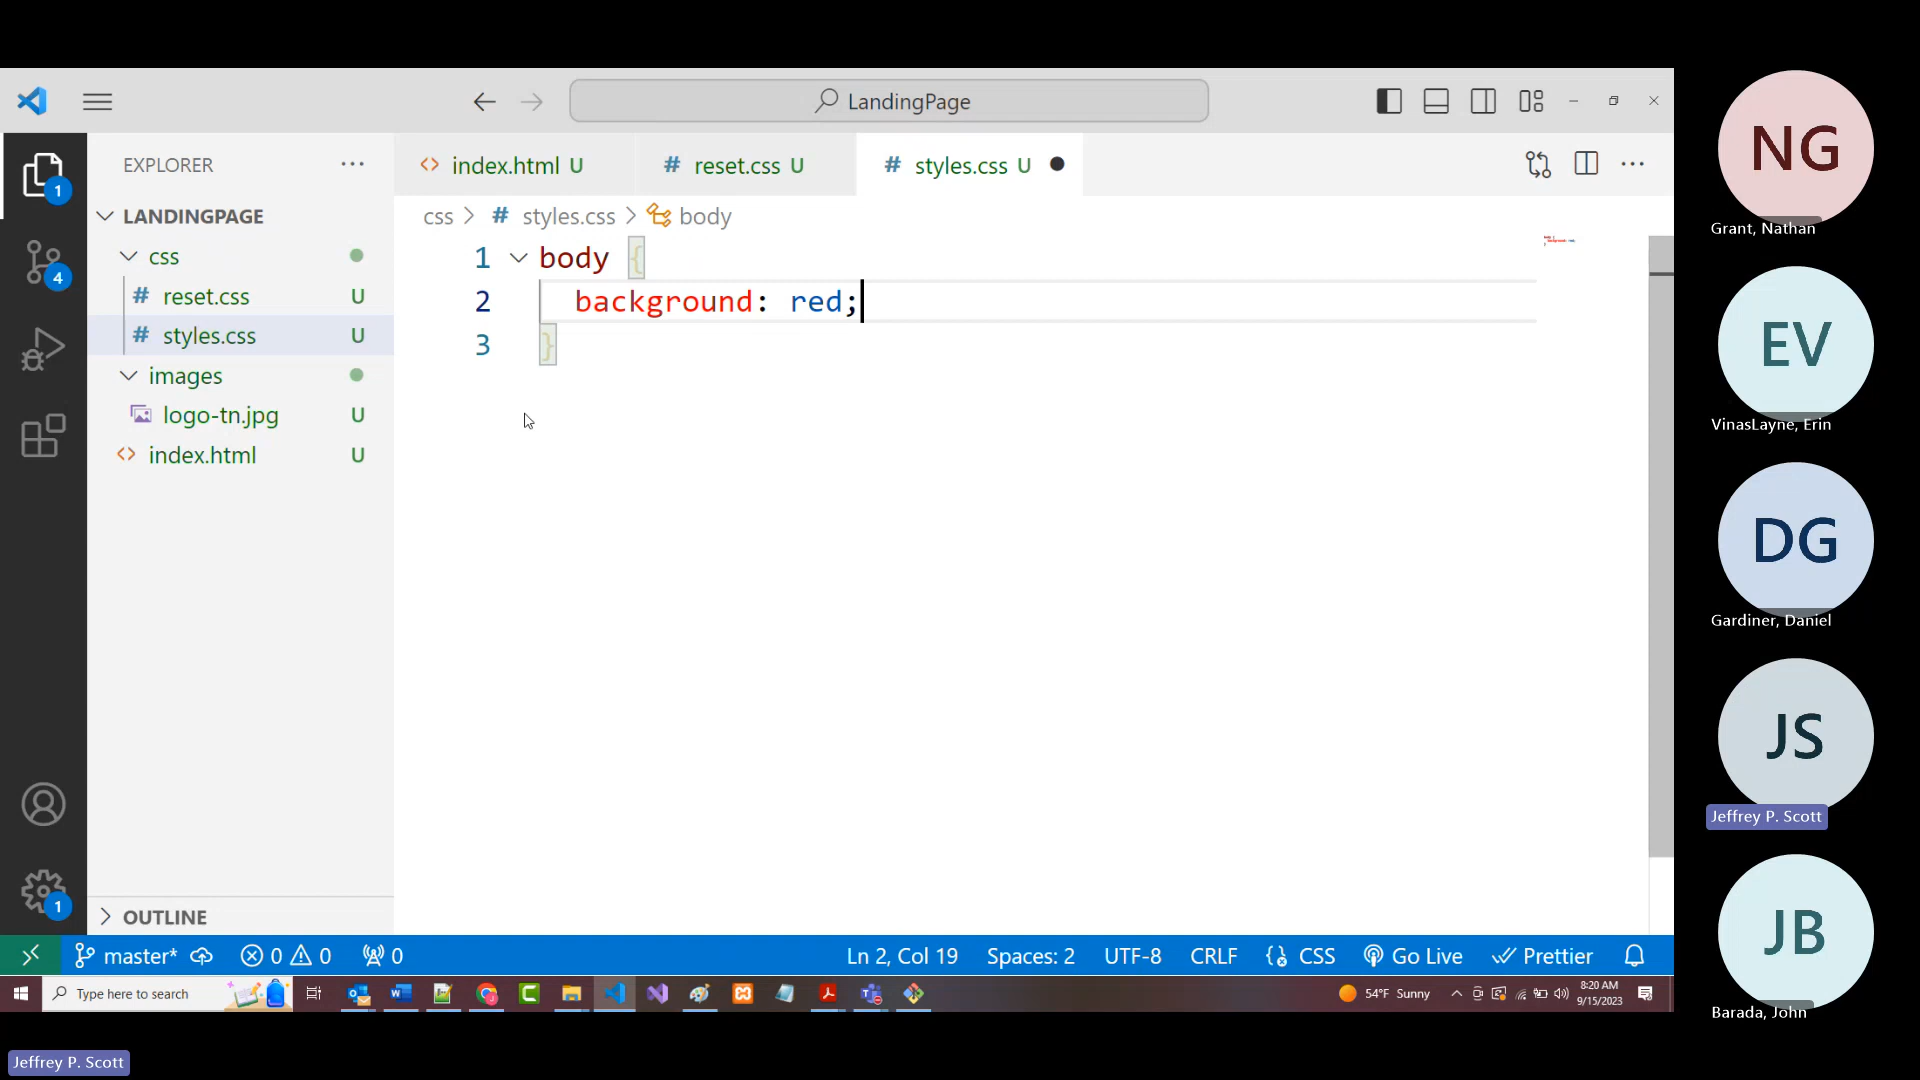 LandingPage
EXPLORER
index.html U
reset.css U
styles.css U
LANDINGPAGE
css > # styles.css > body
css
reset.css U
styles.css U
images
logo-tn.jpg U
index.html U
1 body {
2 background: red;
3 }
1
4
1
OUTLINE
master* 0 0 0
Ln 2, Col 19 Spaces: 2 UTF-8 CRLF CSS Go Live Prettier
Type here to search
54°F Sunny
8:20 AM
9/15/2023
NG
Grant, Nathan
EV
VinasLayne, Erin
DG
Gardiner, Daniel
JS
Jeffrey P. Scott
JB
Barada, John
Jeffrey P. Scott